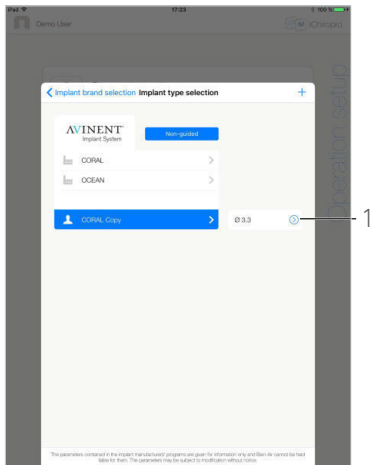 iPad 17:23 100 %
Demo User iChiropro
Operation setup
Implant brand selection Implant type selection +
AVINENT
Implant System
Non-guided
CORAL
OCEAN
CORAL Copy
Ø 3.3
1
The parameters contained in the implant manufacturers' programs are given for information only and Bien Air cannot be held
liable for them. The parameters may be subject to modification without notice.